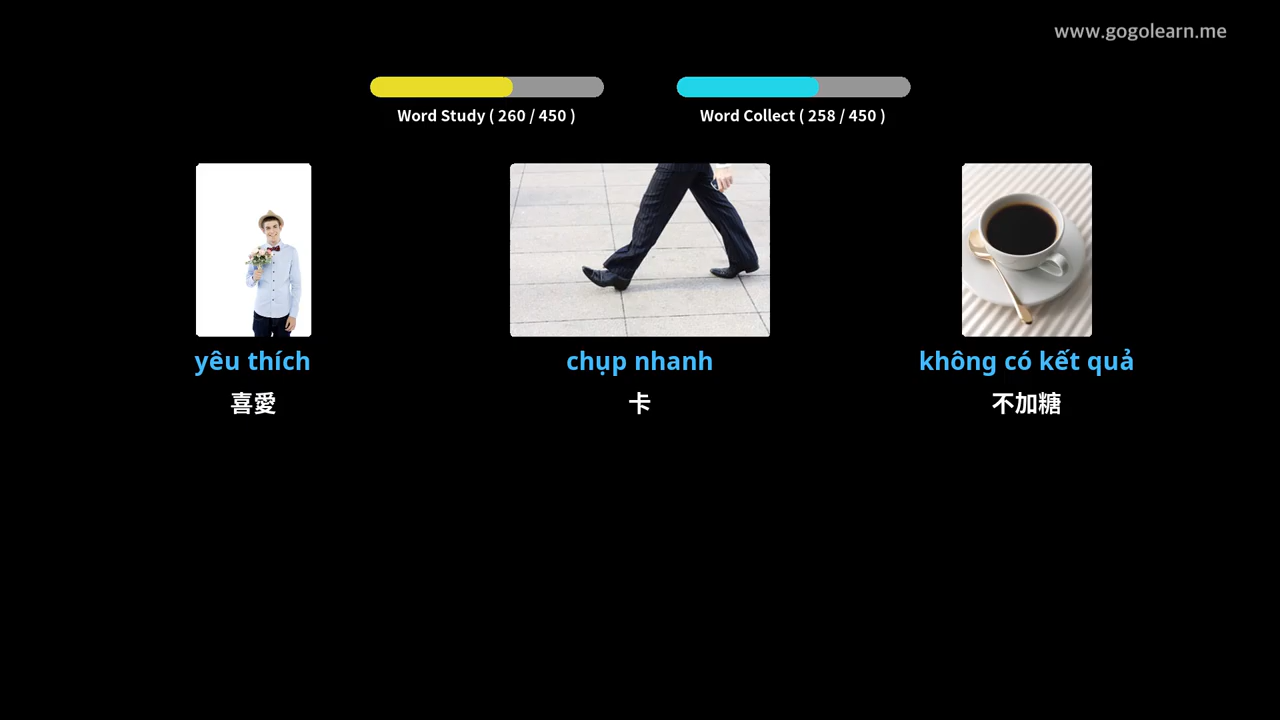 www.gogolearn.me
Word Study ( 260 / 450 )
Word Collect ( 258 / 450 )
yêu thích
喜愛
chụp nhanh
卡
không có kết quả
不加糖